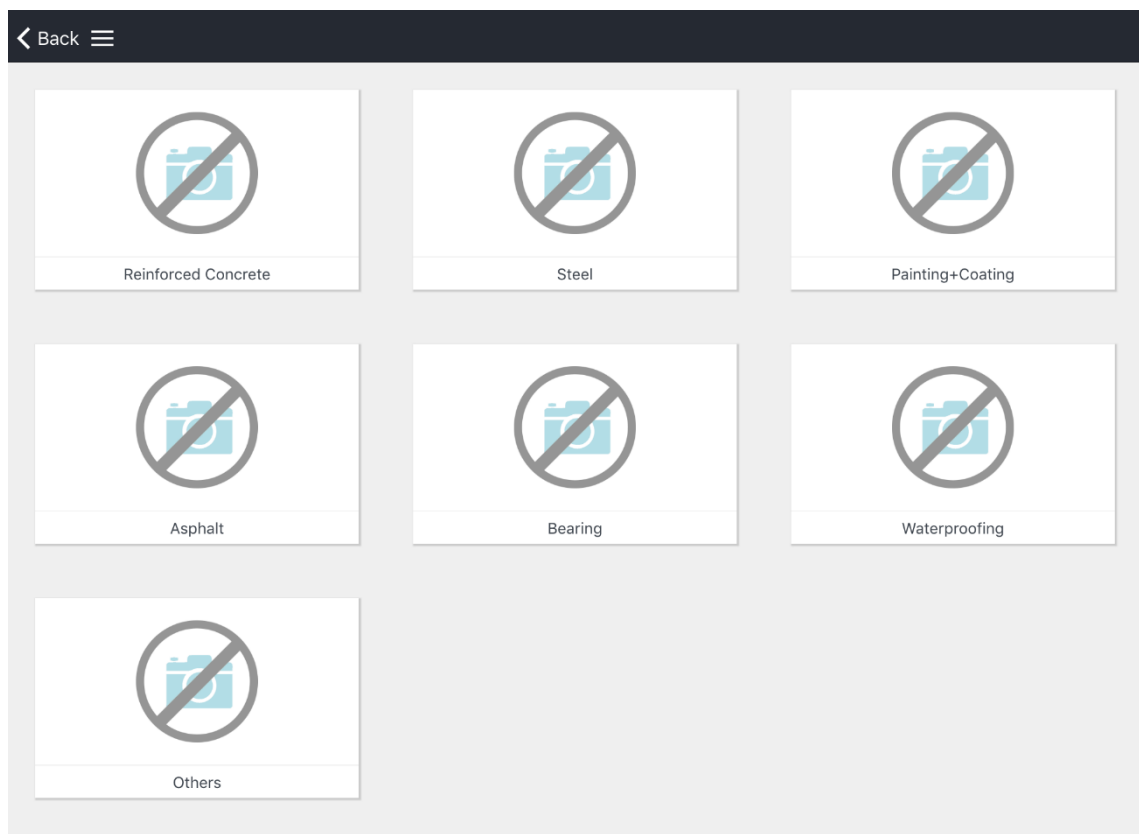 Back
Reinforced Concrete
Steel
Painting+Coating
Asphalt
Bearing
Waterproofing
Others